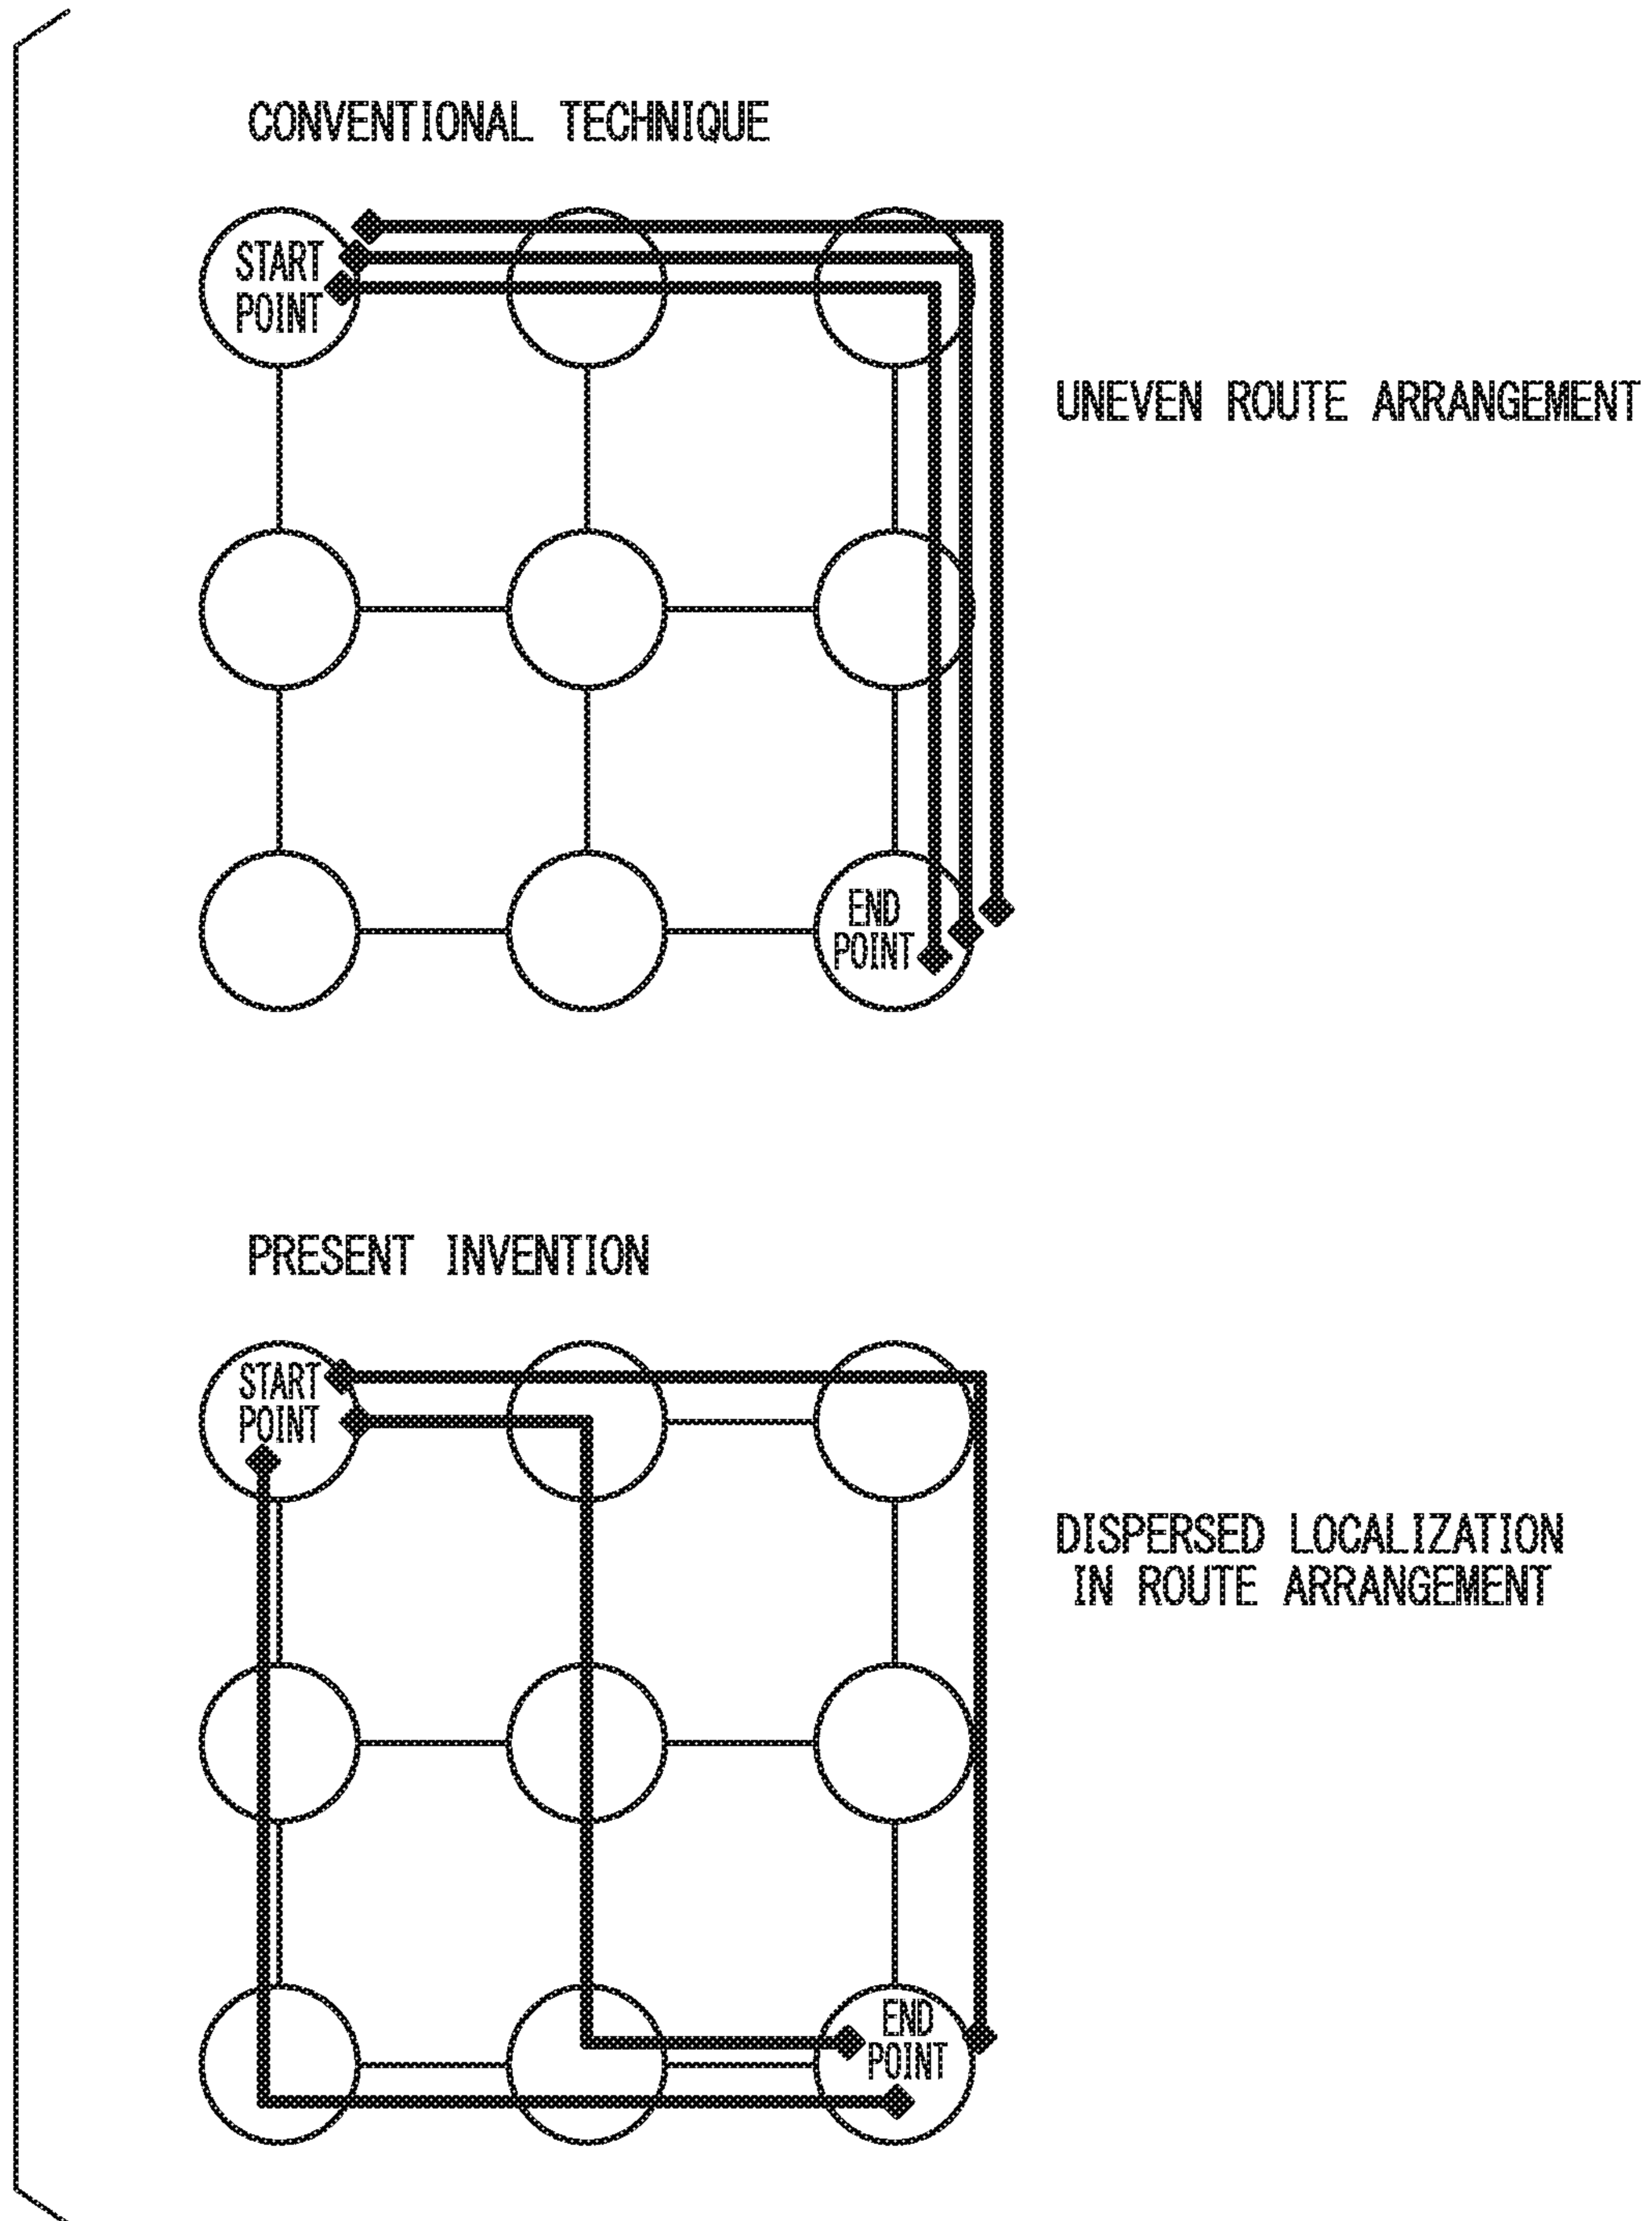 CONVENTIONAL TECHNIQUE
START
POINT
UNEVEN ROUTE ARRANGEMENT
END
POINT
PRESENT INVENTION
START
POINT
DISPERSED LOCALIZATION
IN ROUTE ARRANGEMENT
END
POINT